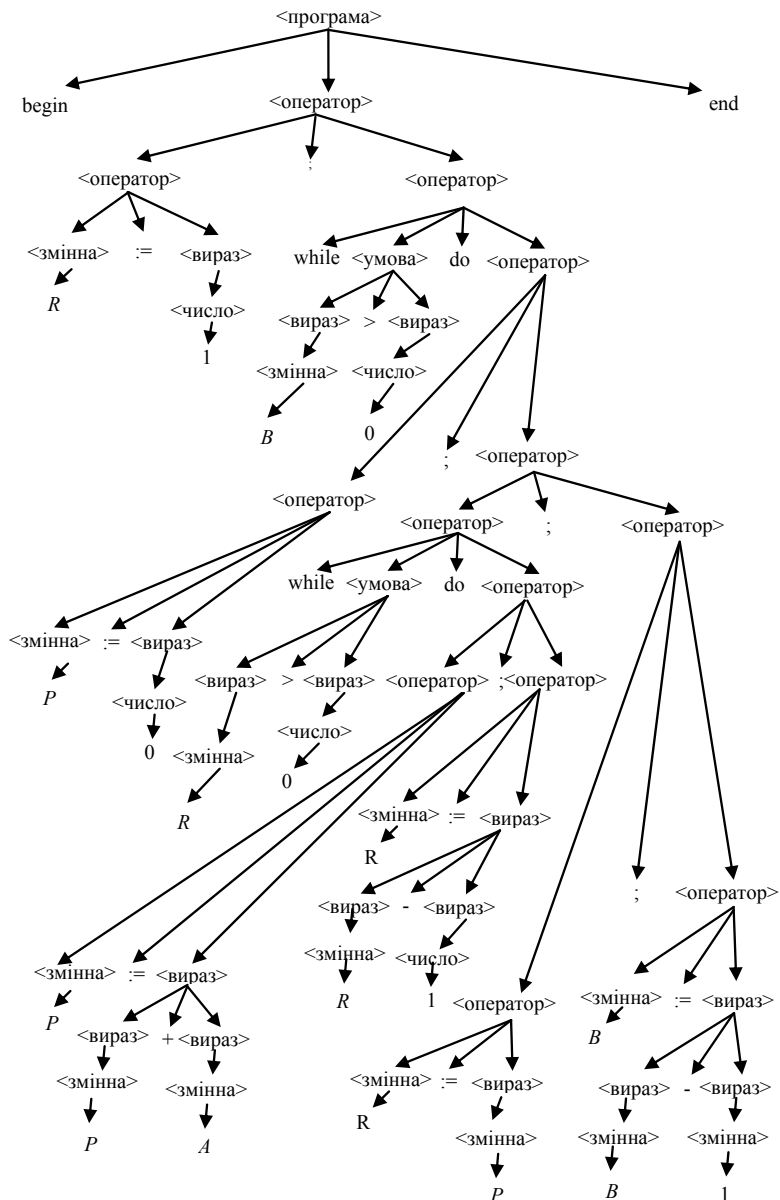 <програма>
begin <оператор> end
<оператор> ; <оператор>
<змінна> := <вираз> while <умова> do <оператор>
R <число> <вираз> > <вираз>
1
<змінна> <число>
B 0
; <оператор>
<оператор>
<оператор> ; <оператор>
while <умова> do <оператор>
<змінна> := <вираз>
P <вираз> > <вираз> <оператор> ;<оператор>
<число>
0 <змінна> <число>
R 0
<змінна> := <вираз>
R
; <оператор>
<вираз> - <вираз>
<змінна> := <вираз> <змінна> <число>
P R 1 <оператор> <змінна> := <вираз>
<вираз> + <вираз> B
<змінна> <змінна> <змінна> := <вираз> <вираз> - <вираз>
R
P A <змінна> <змінна> <змінна>
P B 1